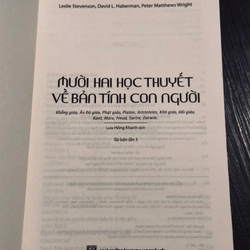 Leslie Stevenson, David L. Haberman, Peter Matthews Wright
MƯỜI HAI HỌC THUYẾT
VỀ BẢN TÍNH CON NGƯỜI
Khổng giáo, Ấn Độ giáo, Phật giáo, Platon, Aristoteles, Kitô giáo, Hồi giáo,
Kant, Marx, Freud, Sartre, Darwin
Lưu Hồng Khanh dịch
Tái bản lần 3